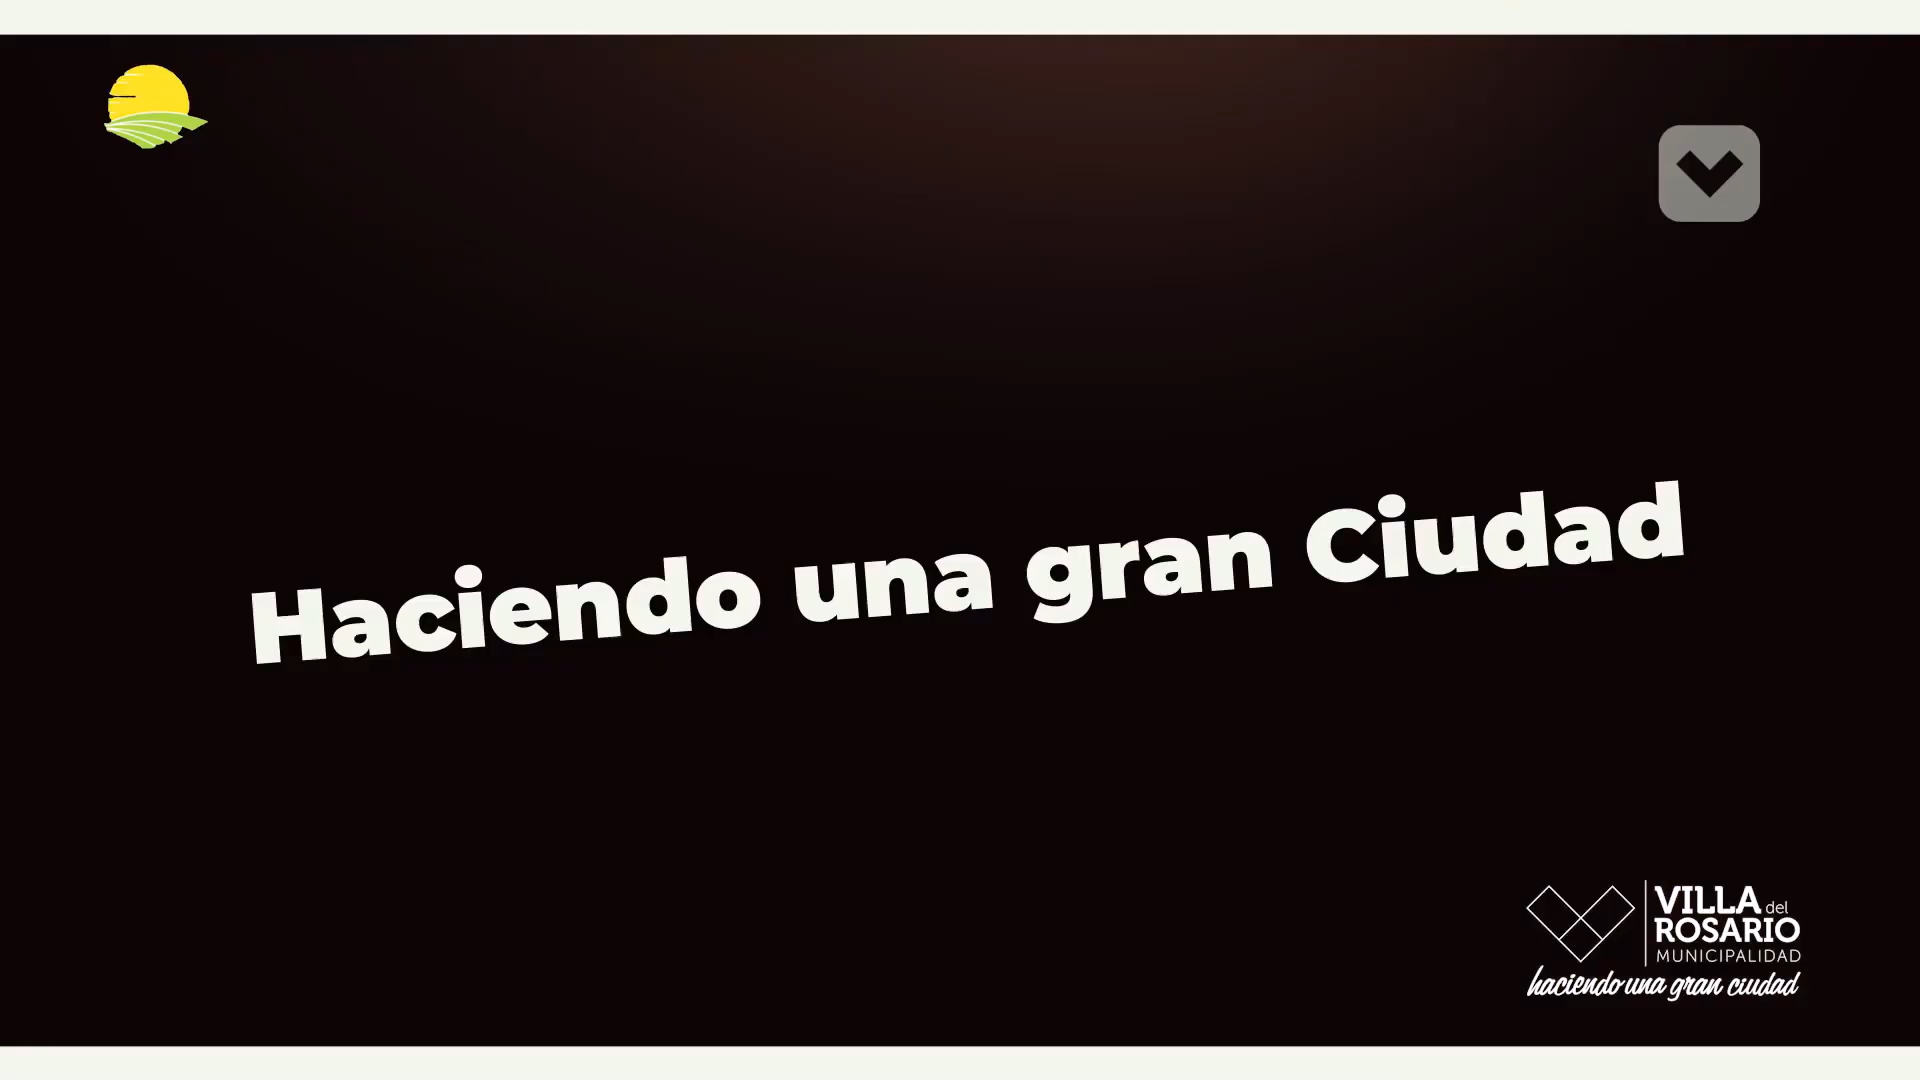 Haciendo una gran Ciudad
VILLA del
ROSARIO
MUNICIPALIDAD
haciendo una gran ciudad